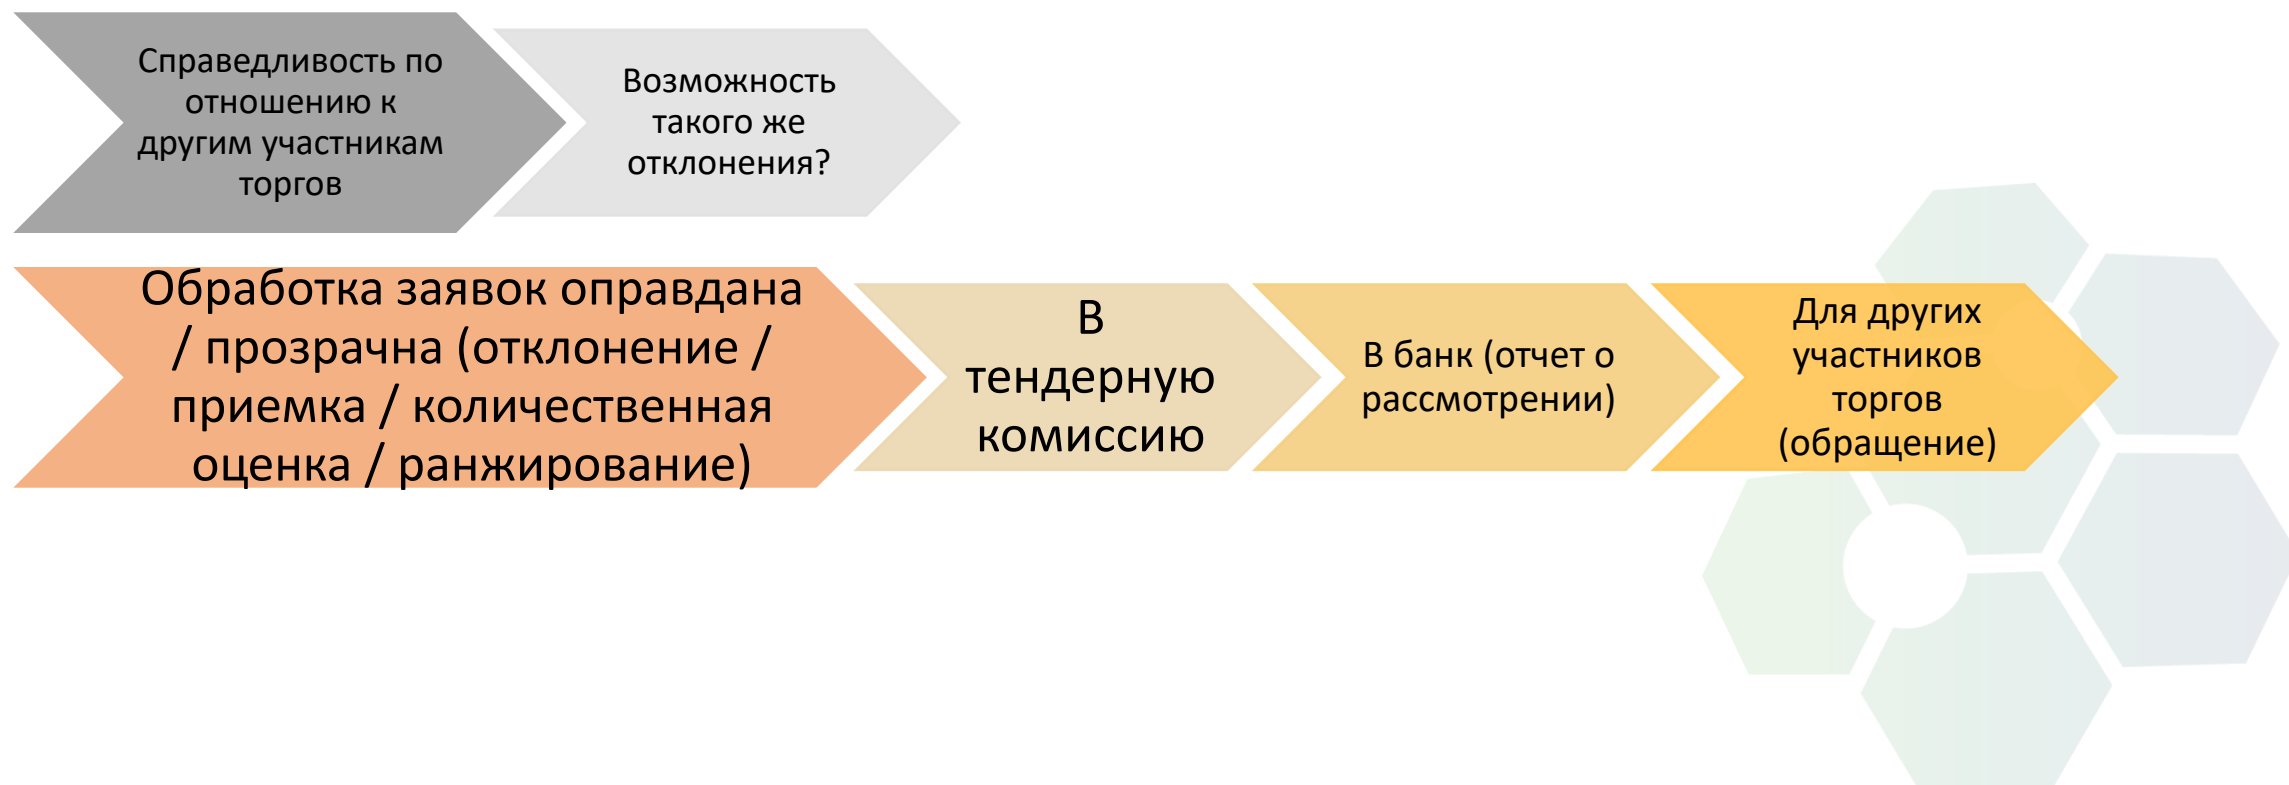 Справедливость по
отношению к
другим участникам
торгов
Возможность
такого же
отклонения?
Обработка заявок оправдана
/ прозрачна (отклонение /
приемка / количественная
оценка / ранжирование)
В
тендерную
комиссию
В банк (отчет о
рассмотрении)
Для других
участников
торгов
(обращение)